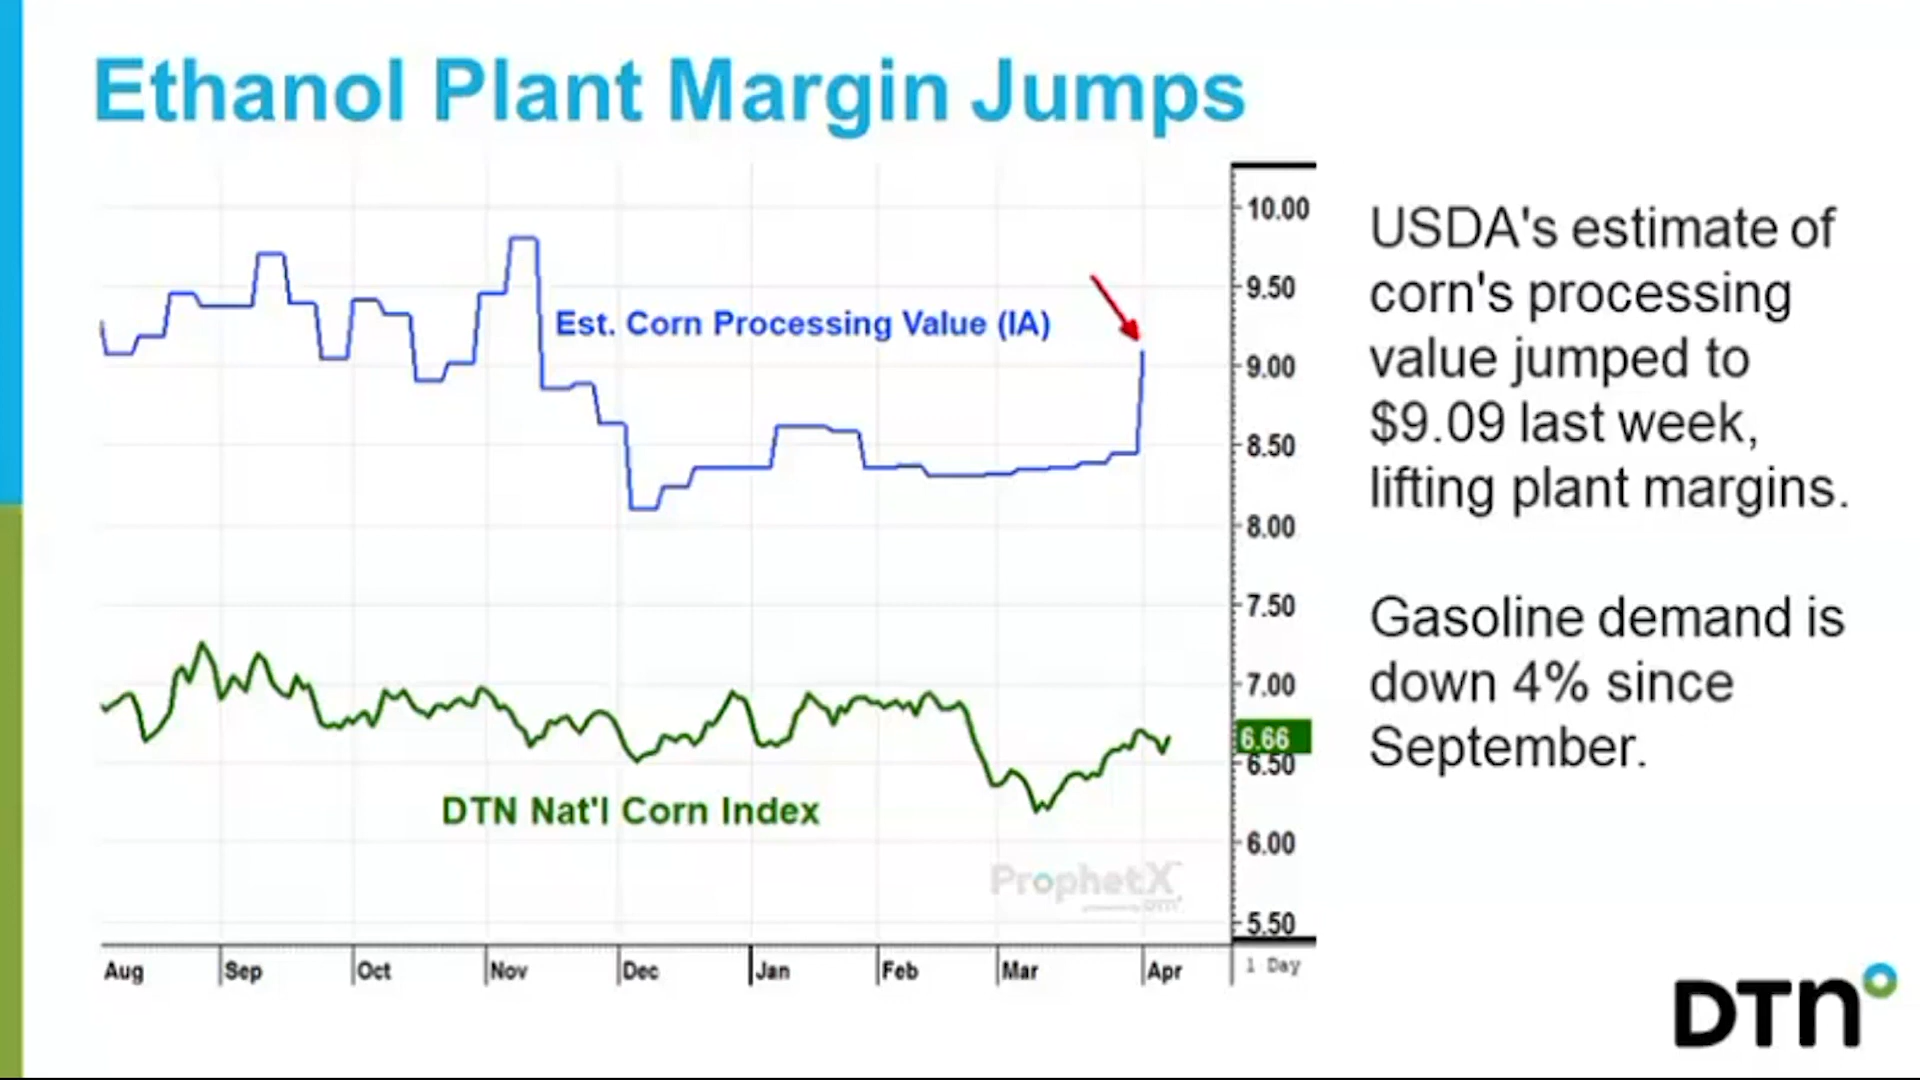 Ethanol Plant Margin Jumps
10.00
9.50
9.00
8.50
8.00
7.50
7.00
6.66
6.50
6.00
5.50
Est. Corn Processing Value (IA)
DTN Nat'l Corn Index
ProphetX
DTN
Aug Sep Oct Nov Dec Jan Feb Mar Apr 1 Day
USDA's estimate of
corn's processing
value jumped to
$9.09 last week,
lifting plant margins.
Gasoline demand is
down 4% since
September.
DTN